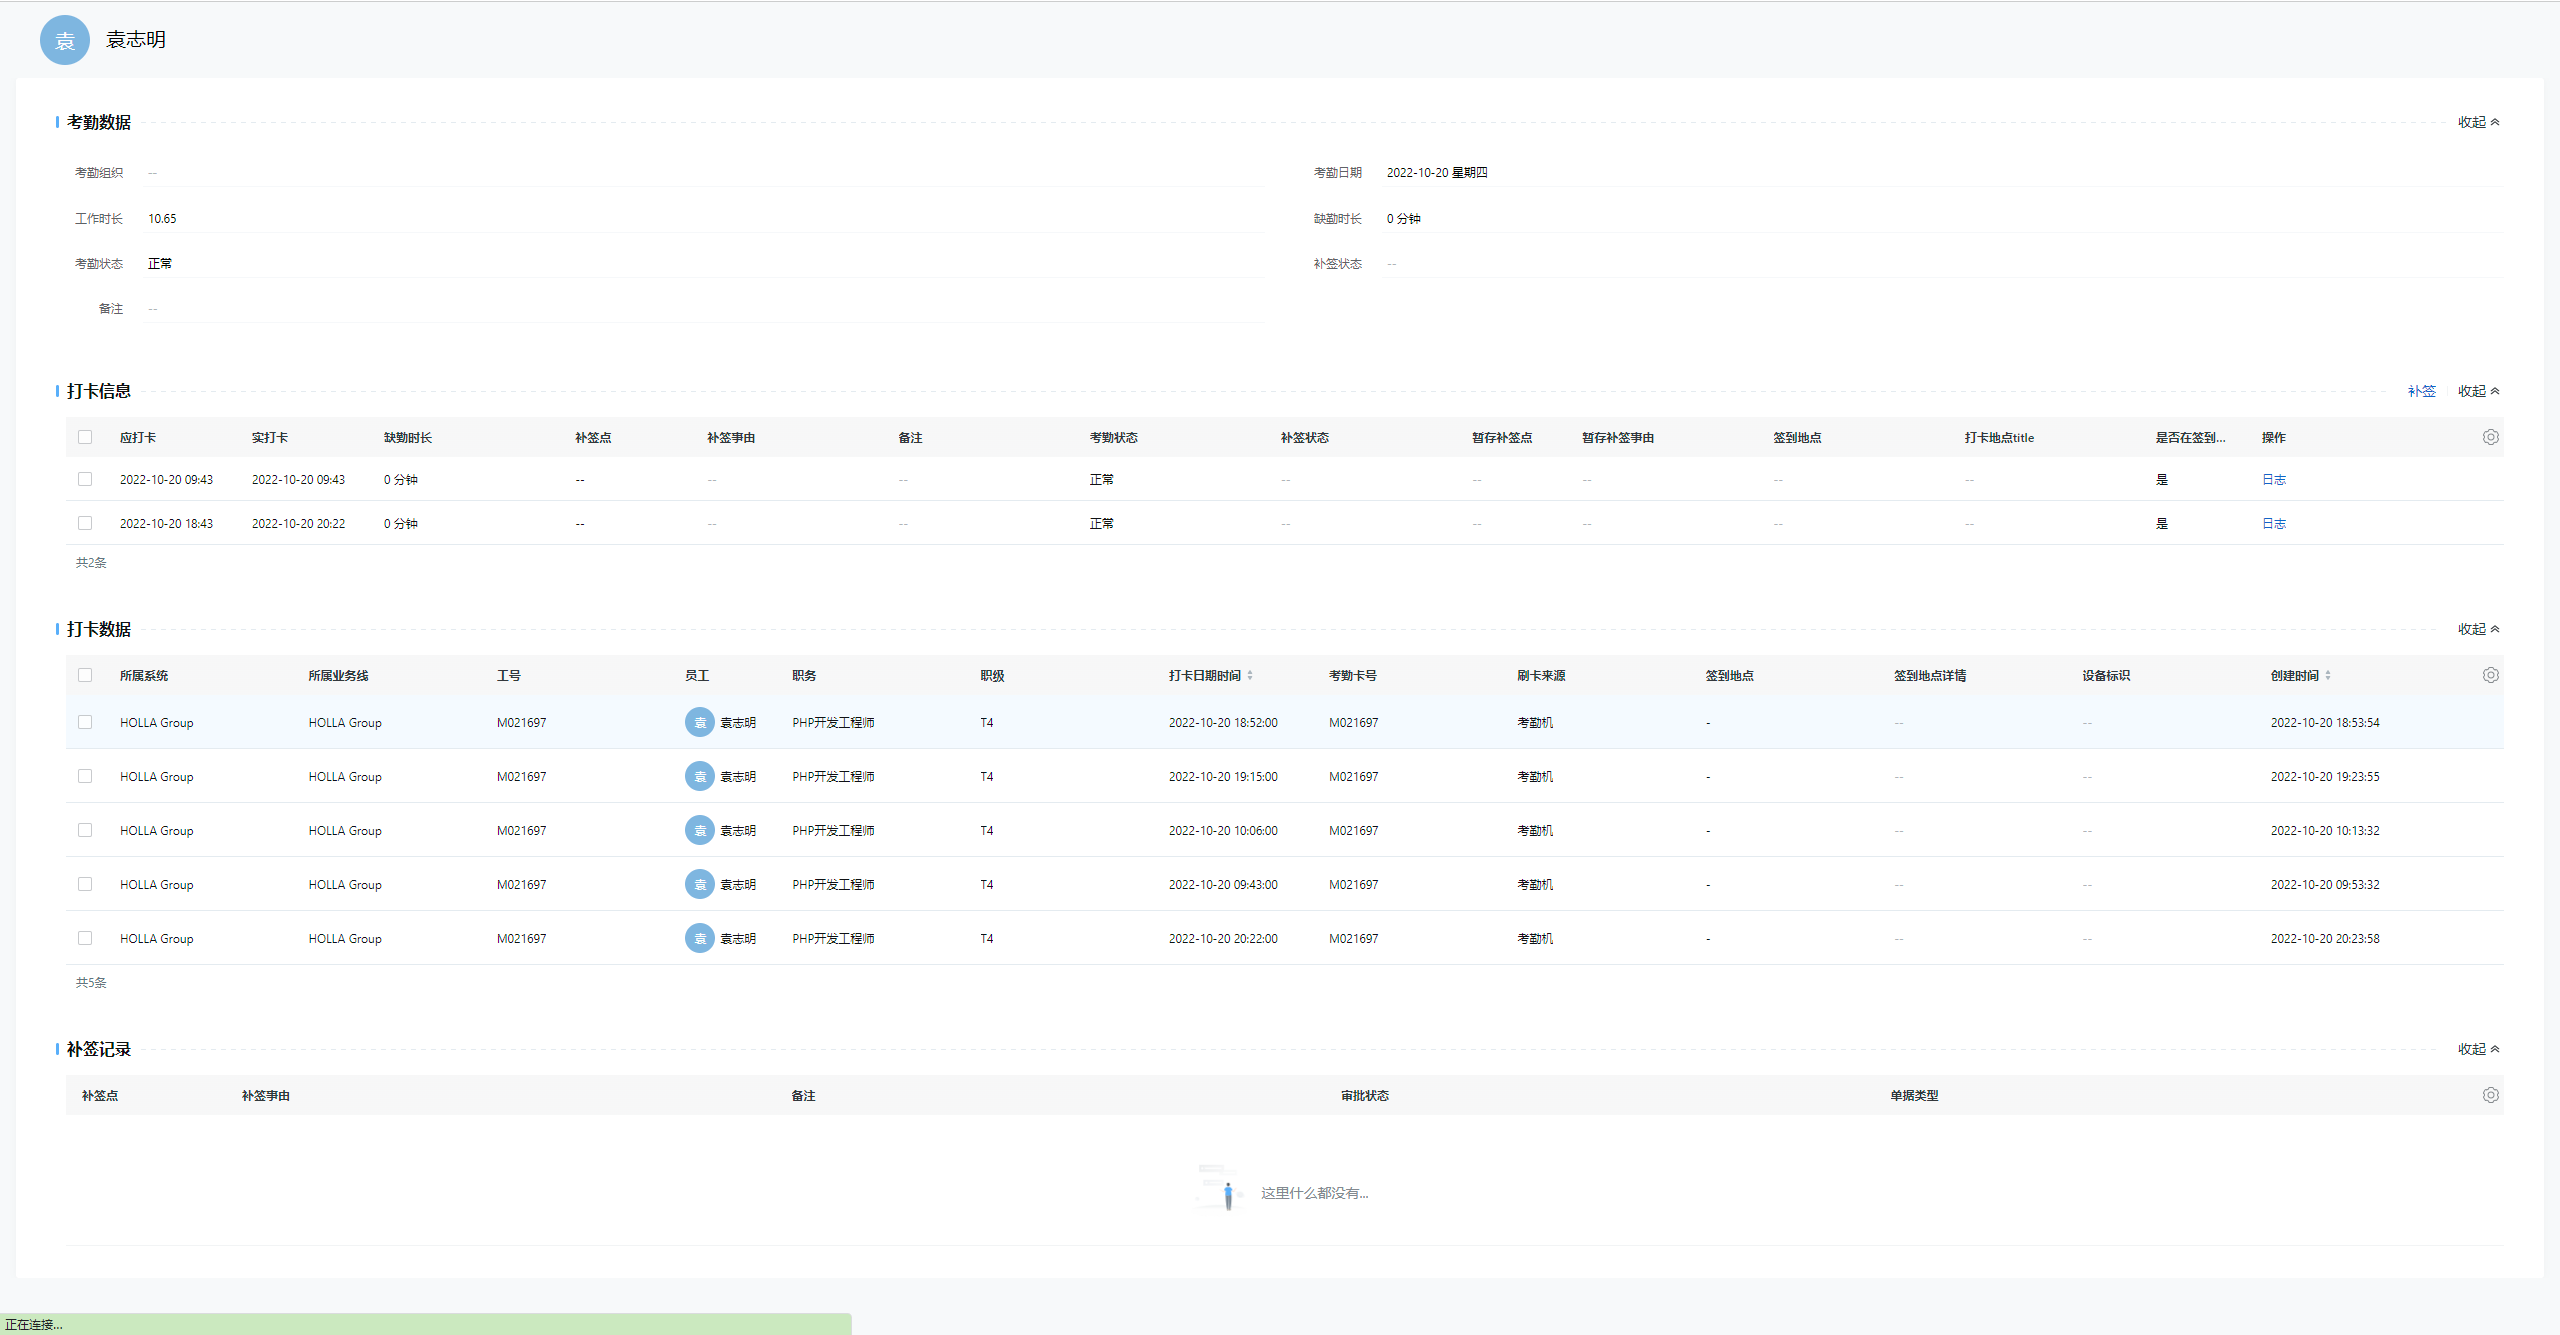 袁 袁志明
考勤数据 收起
考勤组织 -- 考勤日期 2022-10-20 星期四
工作时长 10.65 缺勤时长 0 分钟
考勤状态 正常 补签状态 --
备注 --
打卡信息 补签 收起
应打卡 实打卡 缺勤时长 补签点 补签事由 备注 考勤状态 补签状态 暂存补签点 暂存补签事由 签到地点 打卡地点title 是否在签到... 操作
2022-10-20 09:43 2022-10-20 09:43 0 分钟 -- -- -- 正常 -- -- -- -- -- 是 日志
2022-10-20 18:43 2022-10-20 20:22 0 分钟 -- -- -- 正常 -- -- -- -- -- 是 日志
共2条
打卡数据 收起
所属系统 所属业务线 工号 员工 职务 职级 打卡日期时间 考勤卡号 刷卡来源 签到地点 签到地点详情 设备标识 创建时间
HOLLA Group HOLLA Group M021697 袁 袁志明 PHP开发工程师 T4 2022-10-20 18:52:00 M021697 考勤机 - -- -- 2022-10-20 18:53:54
HOLLA Group HOLLA Group M021697 袁 袁志明 PHP开发工程师 T4 2022-10-20 19:15:00 M021697 考勤机 - -- -- 2022-10-20 19:23:55
HOLLA Group HOLLA Group M021697 袁 袁志明 PHP开发工程师 T4 2022-10-20 10:06:00 M021697 考勤机 - -- -- 2022-10-20 10:13:32
HOLLA Group HOLLA Group M021697 袁 袁志明 PHP开发工程师 T4 2022-10-20 09:43:00 M021697 考勤机 - -- -- 2022-10-20 09:53:32
HOLLA Group HOLLA Group M021697 袁 袁志明 PHP开发工程师 T4 2022-10-20 20:22:00 M021697 考勤机 - -- -- 2022-10-20 20:23:58
共5条
补签记录 收起
补签点 补签事由 备注 审批状态 单据类型
这里什么都没有...
正在连接...